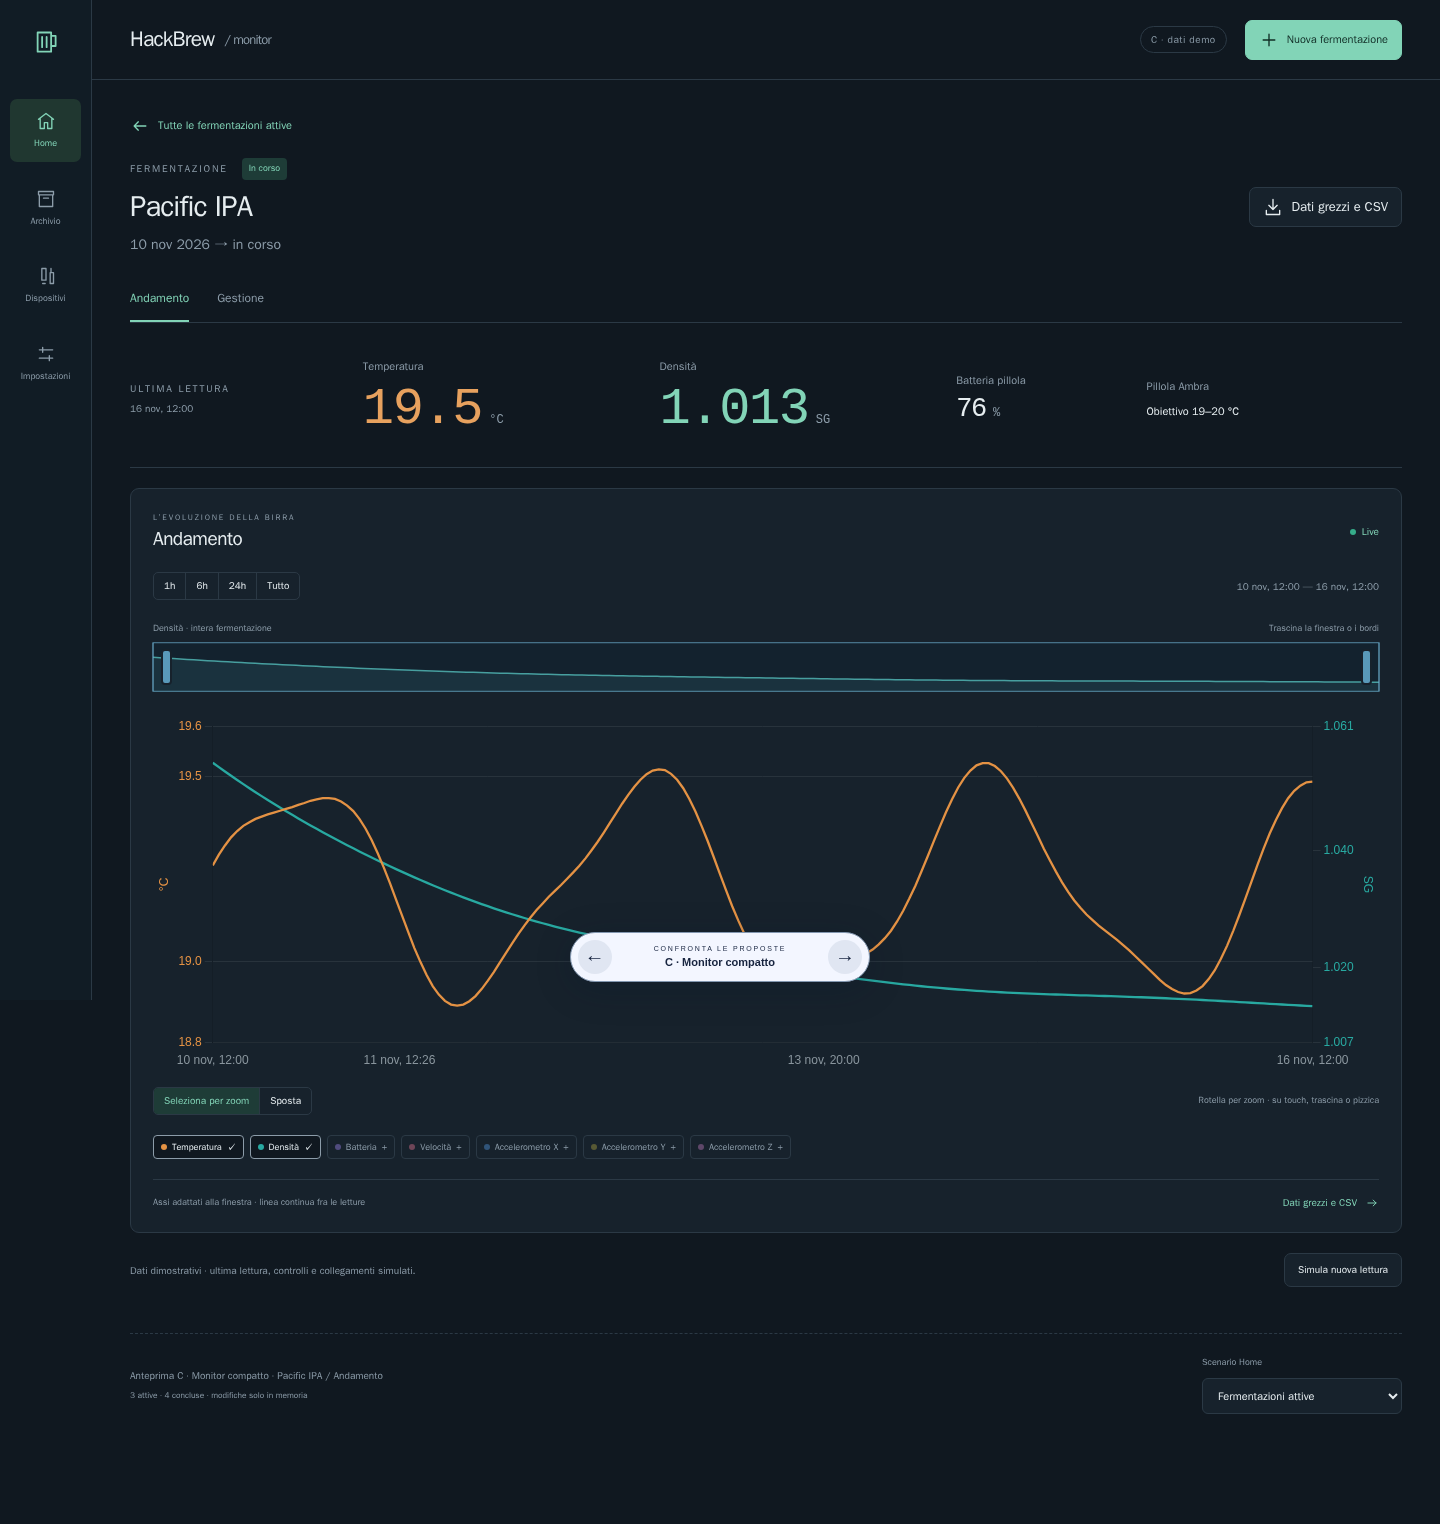 HackBrew / monitor
C · dati demo
Nuova fermentazione
Home
Archivio
Dispositivi
Impostazioni
Tutte le fermentazioni attive
FERMENTAZIONE In corso
Pacific IPA
10 nov 2026 → in corso
Dati grezzi e CSV
Andamento Gestione
ULTIMA LETTURA
16 nov, 12:00
Temperatura
19.5 °C
Densità
1.013 SG
Batteria pillola
76 %
Pillola Ambra
Obiettivo 19–20 °C
L'EVOLUZIONE DELLA BIRRA
Andamento
Live
1h 6h 24h Tutto
10 nov, 12:00 — 16 nov, 12:00
Densità · intera fermentazione
Trascina la finestra o i bordi
19.6
19.5
19.0
18.8
°C
1.061
1.040
1.020
1.007
SG
CONFRONTA LE PROPOSTE
← C · Monitor compatto →
10 nov, 12:00 11 nov, 12:26 13 nov, 20:00 16 nov, 12:00
Seleziona per zoom Sposta
Rotella per zoom · su touch, trascina o pizzica
Temperatura ✓ Densità ✓ Batteria + Velocità + Accelerometro X + Accelerometro Y + Accelerometro Z +
Assi adattati alla finestra · linea continua fra le letture
Dati grezzi e CSV →
Dati dimostrativi · ultima lettura, controlli e collegamenti simulati.
Simula nuova lettura
Anteprima C · Monitor compatto · Pacific IPA / Andamento
3 attive · 4 concluse · modifiche solo in memoria
Scenario Home
Fermentazioni attive